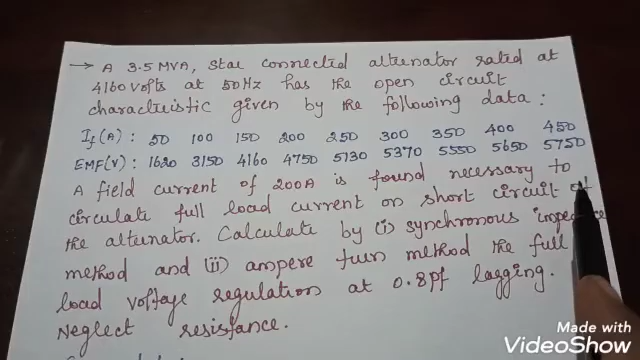 → A 3.5 MVA, star connected alternator rated at
4160 volts at 50Hz has the open circuit
charactristic given by the following data :
If(A) : 50 100 150 200 250 300 350 400 450
EMF(V) : 1620 3150 4160 4750 5130 5370 5550 5650 5750
A field current of 200A is found necessary to
circulate full load current on short circuit of
the alternator. Calculate by (i) synchronous impedance
method and (ii) ampere turn method the full
load voltage regulation at 0.8pf lagging.
Neglect resistance.
Made with
VideoShow